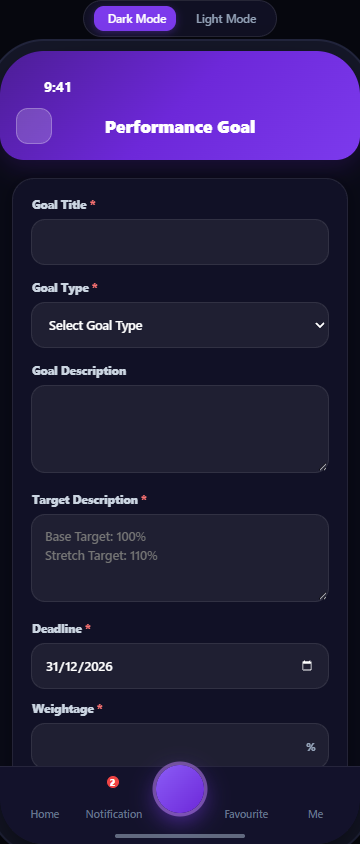 Dark Mode Light Mode
9:41
Performance Goal
Goal Title *
Goal Type *
Select Goal Type
Goal Description
Target Description *
Base Target: 100%
Stretch Target: 110%
Deadline *
31/12/2026
Weightage *
%
2
Home Notification Favourite Me